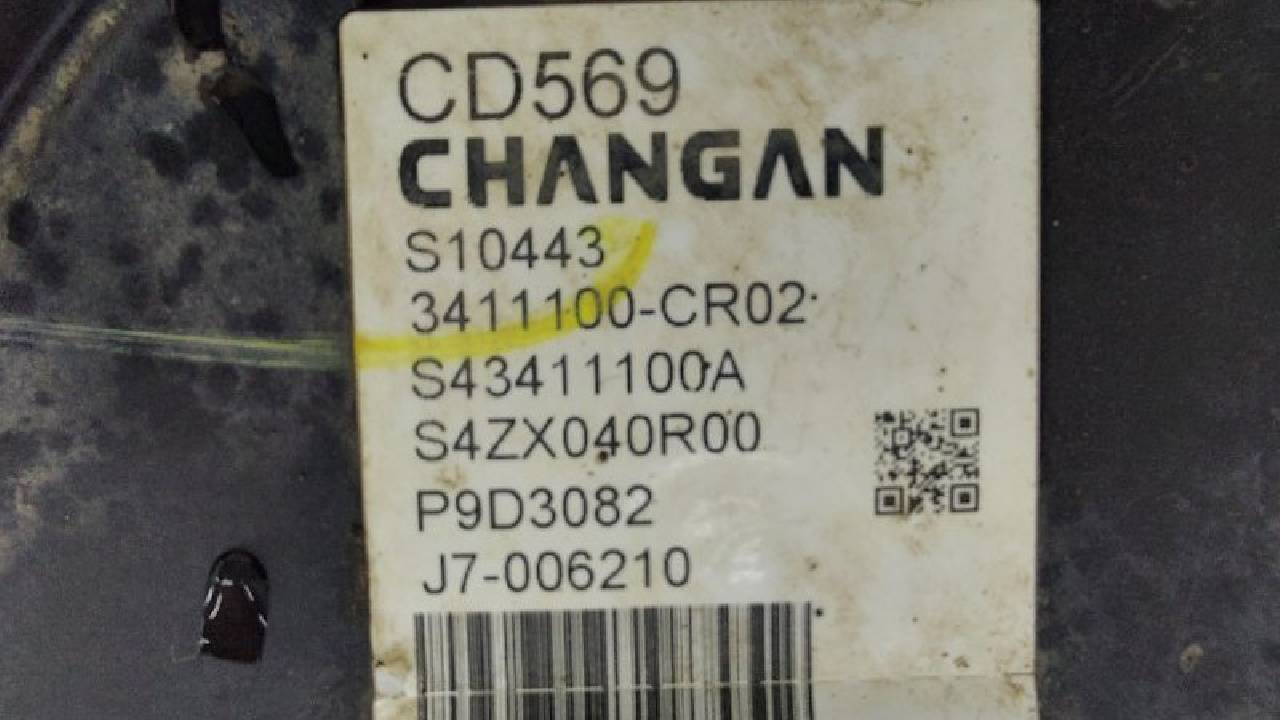 CD569
CHANGAN
S10443
3411100-CR02
S43411100A
S4ZX040R00
P9D3082
J7-006210